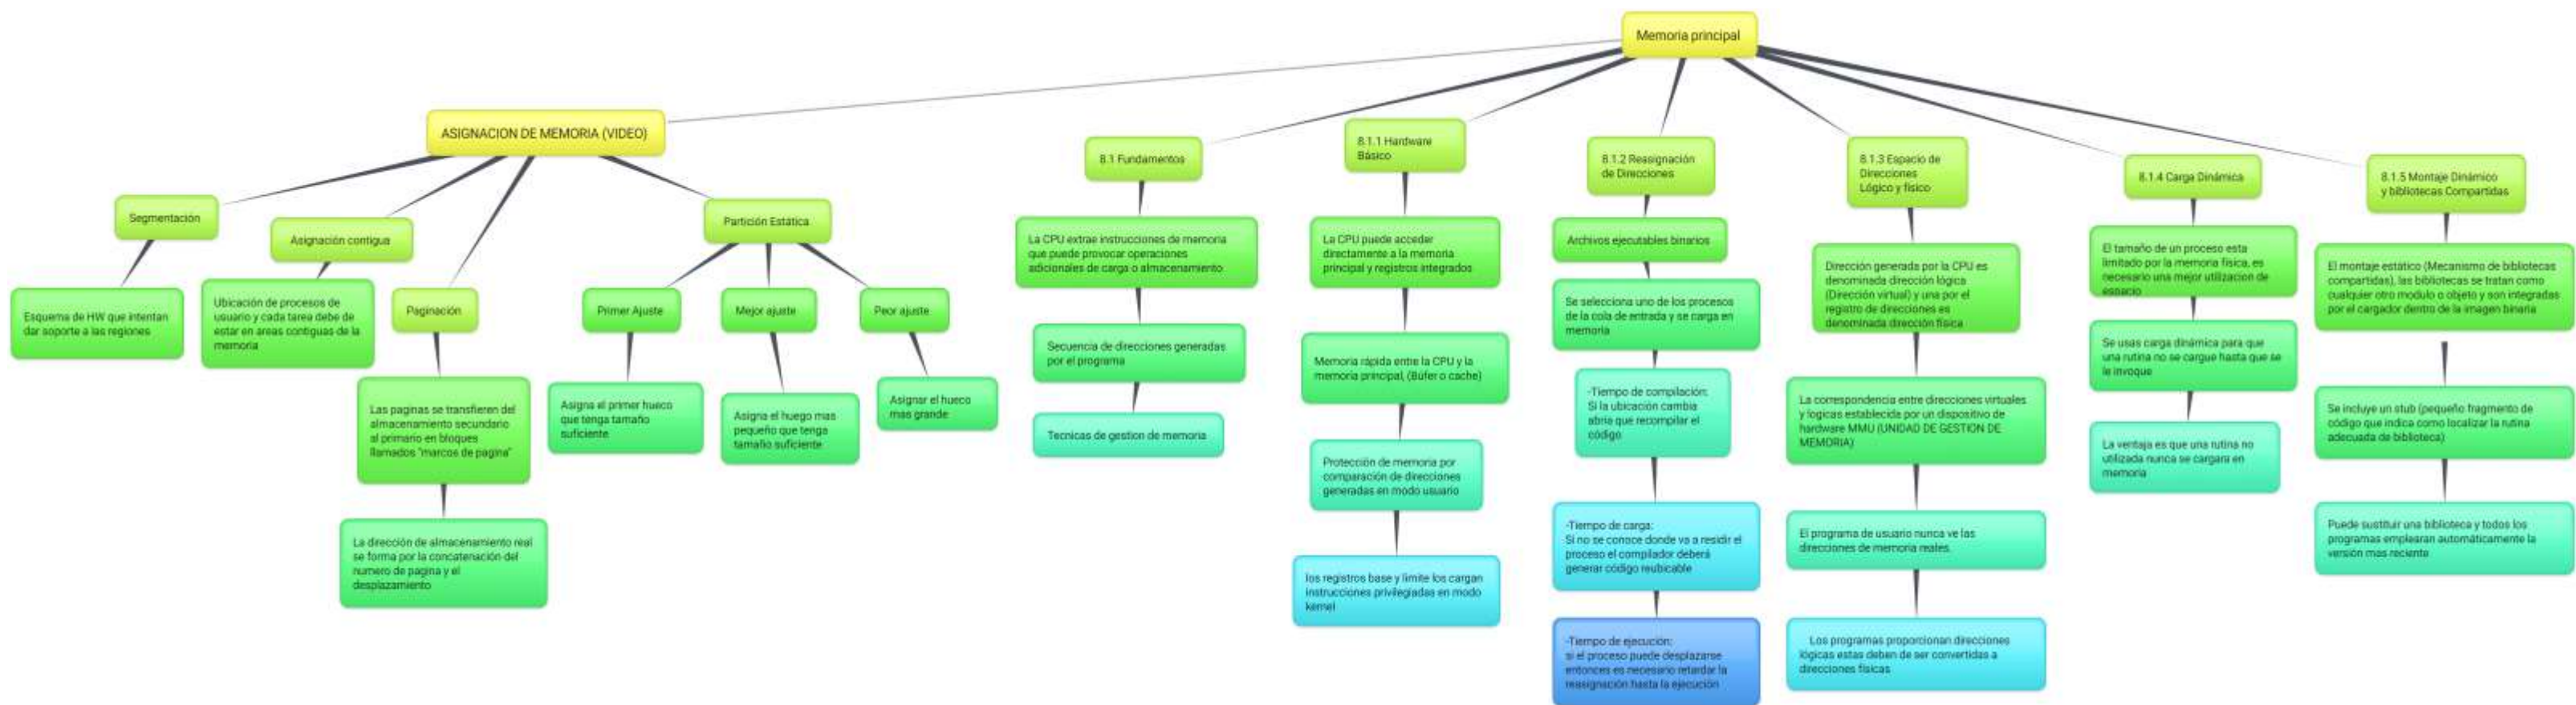 Memoria principal
ASIGNACION DE MEMORIA (VIDEO)
Segmentación
Esquema de HW que intentan
dar soporte a las regiones
Asignación contigua
Ubicación de procesos de
usuario y cada tarea debe de
estar en areas contiguas de la
memoria
Paginación
Las paginas se transfieren del
almacenamiento secundario
al primario en bloques
llamados "marcos de pagina"
La dirección de almacenamiento real
se forma por la concatenación del
numero de pagina y el
desplazamiento
Partición Estática
Primer Ajuste
Asigna el primer hueco
que tenga tamaño
suficiente
Mejor ajuste
Asigna el huego mas
pequeño que tenga
tamaño suficiente
Peor ajuste
Asignar el hueco
mas grande
8.1 Fundamentos
La CPU extrae instrucciones de memoria
que puede provocar operaciones
adicionales de carga o almacenamiento
Secuencia de direcciones generadas
por el programa
Tecnicas de gestion de memoria
8.1.1 Hardware
Básico
La CPU puede acceder
directamente a la memoria
principal y registros integrados
Memoria rápida entre la CPU y la
memoria principal, (Búfer o cache)
Protección de memoria por
comparación de direcciones
generadas en modo usuario
los registros base y limite los cargan
instrucciones privilegiadas en modo
kernel
8.1.2 Reasignación
de Direcciones
Archivos ejecutables binarios
Se selecciona uno de los procesos
de la cola de entrada y se carga en
memoria
-Tiempo de compilación:
Si la ubicación cambia
abria que recompilar el
código
-Tiempo de carga:
Si no se conoce donde va a residir el
proceso el compilador deberá
generar código reubicable
-Tiempo de ejecución:
si el proceso puede desplazarse
entonces es necesario retardar la
reasignación hasta la ejecución
8.1.3 Espacio de
Direcciones
Lógico y físico
Dirección generada por la CPU es
denominada dirección lógica
(Dirección virtual) y una por el
registro de direcciones es
denominada dirección física
La correspondencia entre direcciones virtuales
y logicas establecida por un dispositivo de
hardware MMU (UNIDAD DE GESTION DE
MEMORIA)
El programa de usuario nunca ve las
direcciones de memoria reales.
Los programas proporcionan direcciones
lógicas estas deben de ser convertidas a
direcciones físicas
8.1.4 Carga Dinámica
El tamaño de un proceso esta
limitado por la memoria física, es
necesario una mejor utilizacion de
espacio
Se usas carga dinámica para que
una rutina no se cargue hasta que se
le invoque
La ventaja es que una rutina no
utilizada nunca se cargara en
memoria
8.1.5 Montaje Dinámico
y bibliotecas Compartidas
El montaje estático (Mecanismo de bibliotecas
compartidas), las bibliotecas se tratan como
cualquier otro modulo o objeto y son integradas
por el cargador dentro de la imagen binaria
Se incluye un stub (pequeño fragmento de
código que indica como localizar la rutina
adecuada de biblioteca)
Puede sustituir una biblioteca y todos los
programas emplearan automáticamente la
versión mas reciente